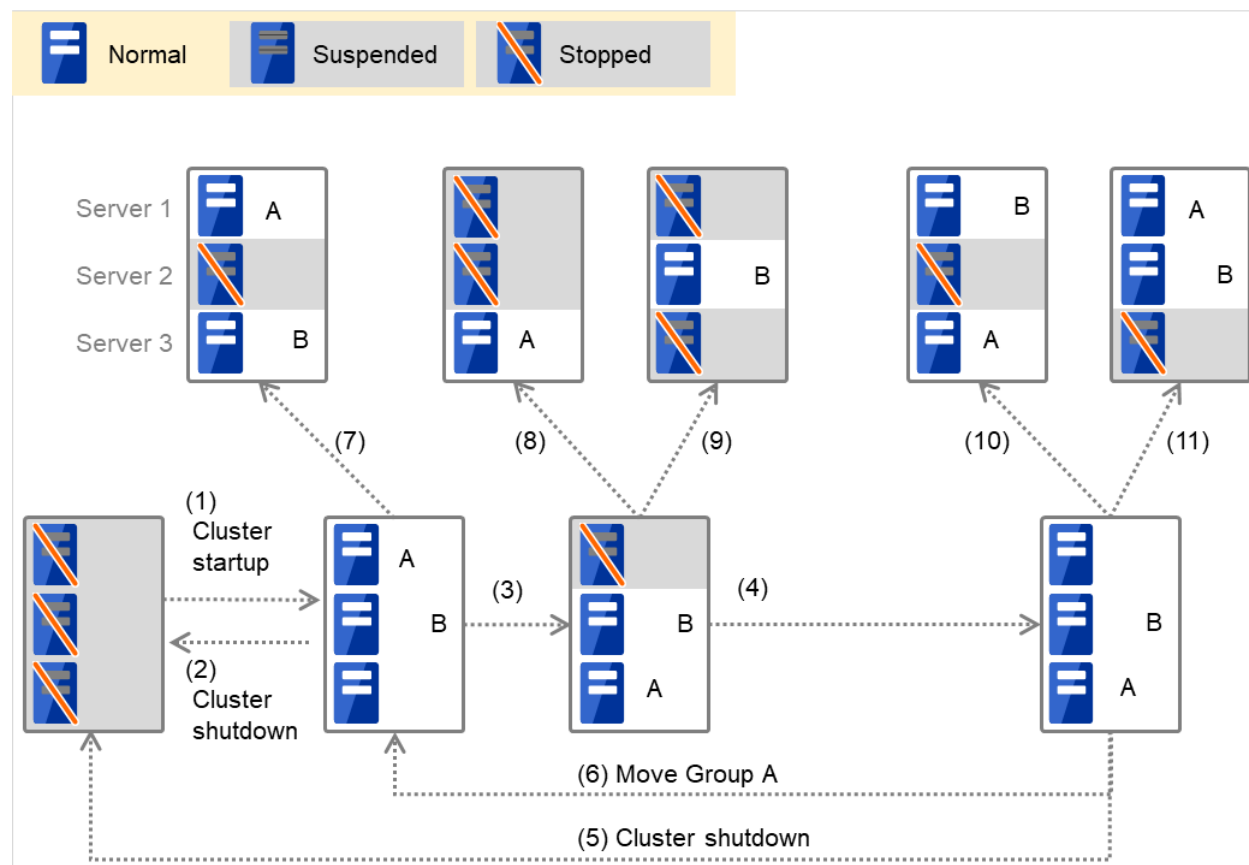 Normal
Suspended
Stopped
Server 1
A
B
A
Server 2
B
B
Server 3
B
A
A
(7)
(8)
(9)
(10)
(11)
(1)
Cluster
startup
A
(3)
(4)
B
B
B
(2)
Cluster
shutdown
A
A
(6) Move Group A
(5) Cluster shutdown